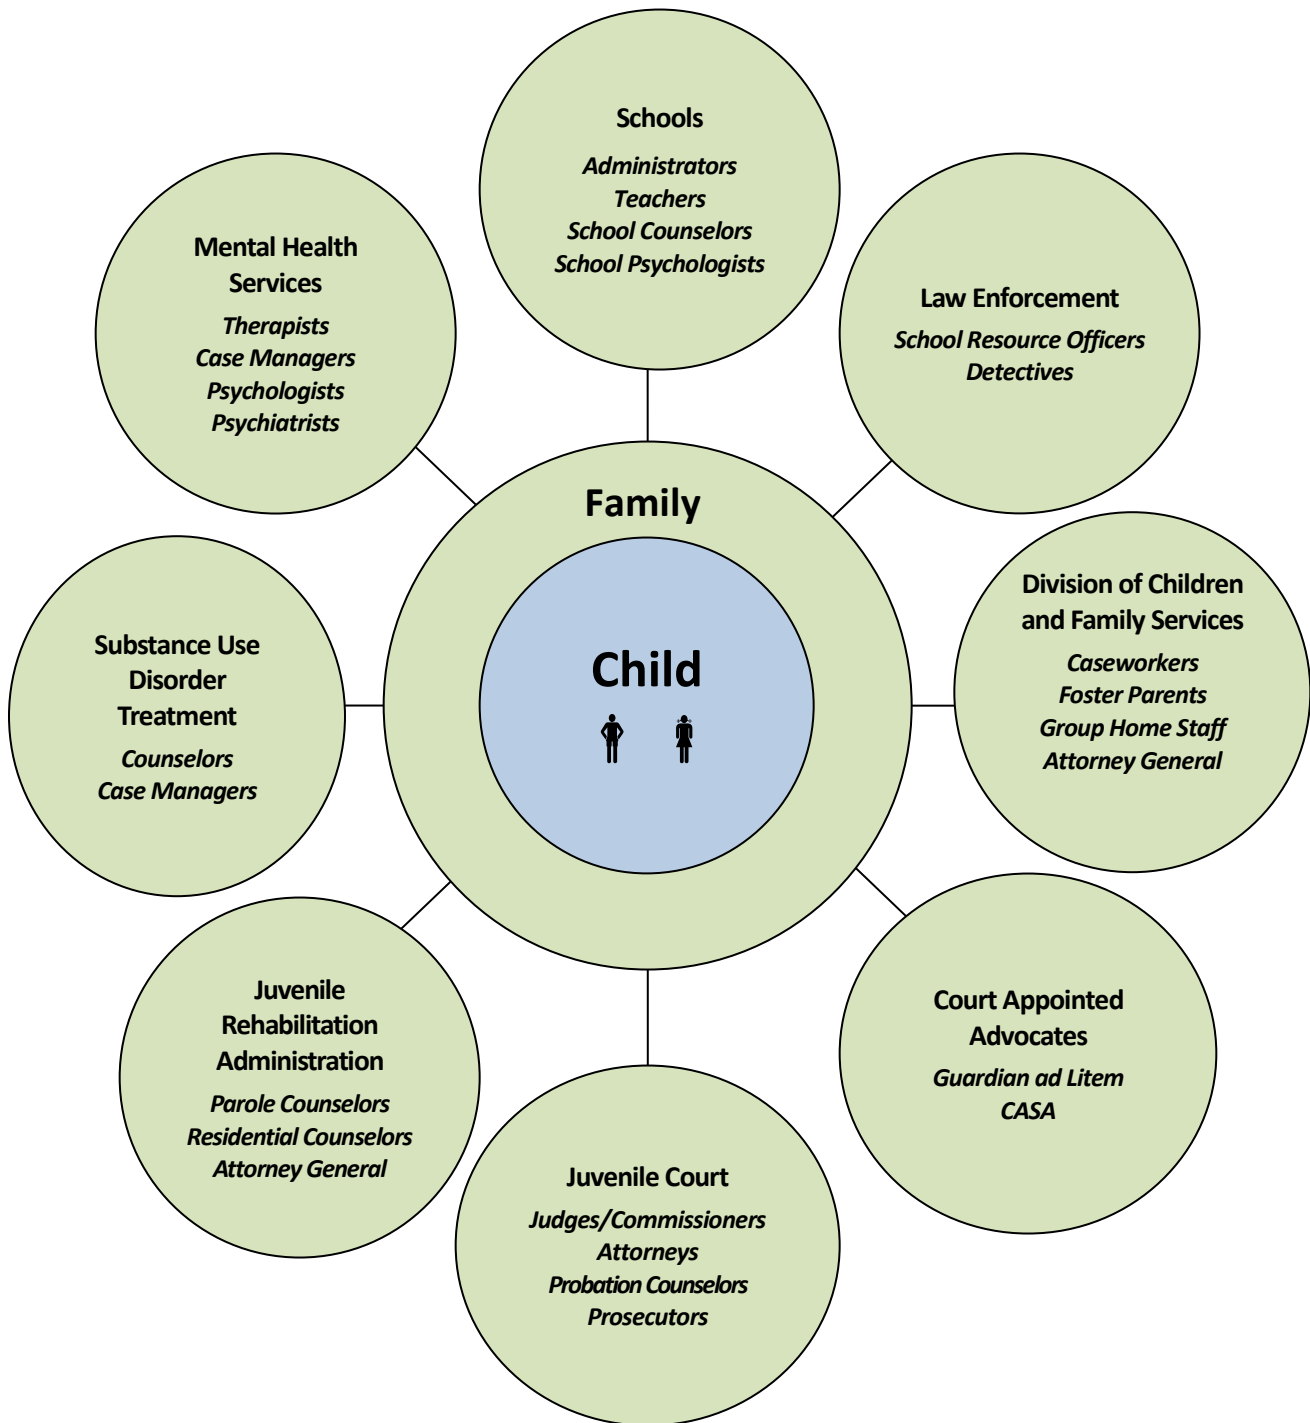 Schools
Administrators
Teachers
School Counselors
School Psychologists
Mental Health
Services
Therapists
Case Managers
Psychologists
Psychiatrists
Law Enforcement
School Resource Officers
Detectives
Family
Child
Division of Children
and Family Services
Caseworkers
Foster Parents
Group Home Staff
Attorney General
Substance Use
Disorder
Treatment
Counselors
Case Managers
Juvenile
Rehabilitation
Administration
Parole Counselors
Residential Counselors
Attorney General
Court Appointed
Advocates
Guardian ad Litem
CASA
Juvenile Court
Judges/Commissioners
Attorneys
Probation Counselors
Prosecutors